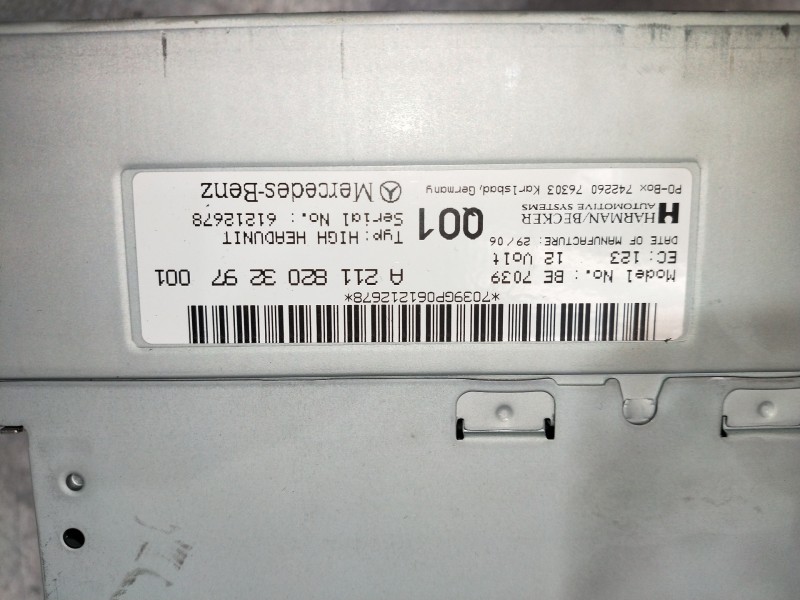 *7039GP061212678*
Model No.: BE 7039
EC: 123 12 Volt
DATE OF MANUFACTURE: 29/06
HARMAN/BECKER
AUTOMOTIVE SYSTEMS
PO-Box 742260 76303 Karlsbad, Germany
Q01
A 211 820 32 97 001
Typ: HIGH HEADUNIT
Serial No.: 61212678
Mercedes-Benz